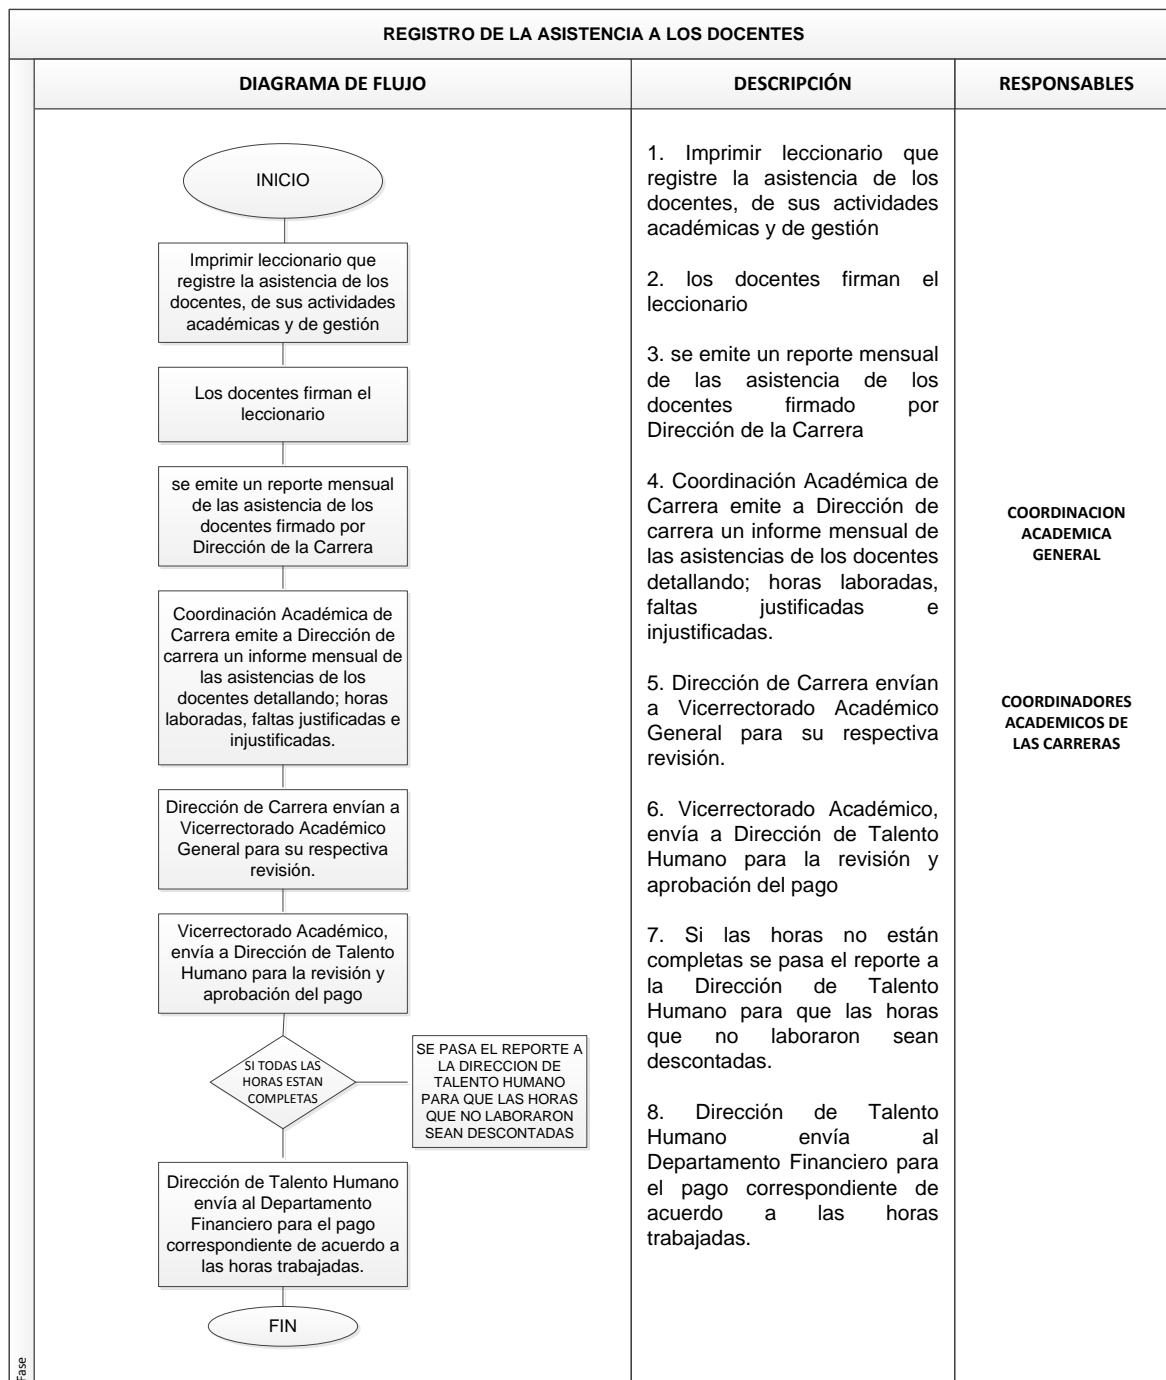 REGISTRO DE LA ASISTENCIA A LOS DOCENTES
DIAGRAMA DE FLUJO
DESCRIPCIÓN
RESPONSABLES
INICIO
Imprimir leccionario que
registre la asistencia de los
docentes, de sus actividades
académicas y de gestión
Los docentes firman el
leccionario
se emite un reporte mensual
de las asistencia de los
docentes firmado por
Dirección de la Carrera
Coordinación Académica de
Carrera emite a Dirección de
carrera un informe mensual de
las asistencias de los
docentes detallando; horas
laboradas, faltas justificadas e
injustificadas.
Dirección de Carrera envían a
Vicerrectorado Académico
General para su respectiva
revisión.
Vicerrectorado Académico,
envía a Dirección de Talento
Humano para la revisión y
aprobación del pago
SI TODAS LAS
HORAS ESTAN
COMPLETAS
SE PASA EL REPORTE A
LA DIRECCION DE
TALENTO HUMANO
PARA QUE LAS HORAS
QUE NO LABORARON
SEAN DESCONTADAS
Dirección de Talento Humano
envía al Departamento
Financiero para el pago
correspondiente de acuerdo a
las horas trabajadas.
FIN
1. Imprimir leccionario que
registre la asistencia de los
docentes, de sus actividades
académicas y de gestión
2. los docentes firman el
leccionario
3. se emite un reporte mensual
de las asistencia de los
docentes firmado por
Dirección de la Carrera
4. Coordinación Académica de
Carrera emite a Dirección de
carrera un informe mensual de
las asistencias de los docentes
detallando; horas laboradas,
faltas justificadas e
injustificadas.
5. Dirección de Carrera envían
a Vicerrectorado Académico
General para su respectiva
revisión.
6. Vicerrectorado Académico,
envía a Dirección de Talento
Humano para la revisión y
aprobación del pago
7. Si las horas no están
completas se pasa el reporte a
la Dirección de Talento
Humano para que las horas
que no laboraron sean
descontadas.
8. Dirección de Talento
Humano envía al
Departamento Financiero para
el pago correspondiente de
acuerdo a las horas
trabajadas.
COORDINACION
ACADEMICA
GENERAL
COORDINADORES
ACADEMICOS DE
LAS CARRERAS
Fase